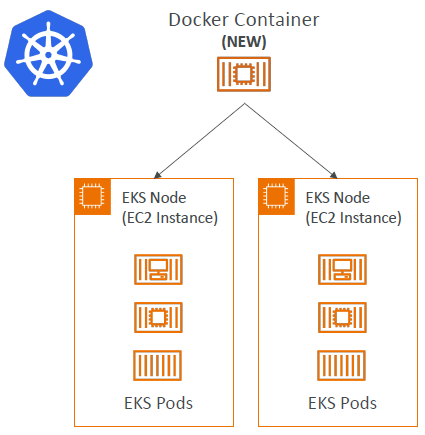 Docker Container
(NEW)
EKS Node
(EC2 Instance)
EKS Pods
EKS Node
(EC2 Instance)
EKS Pods